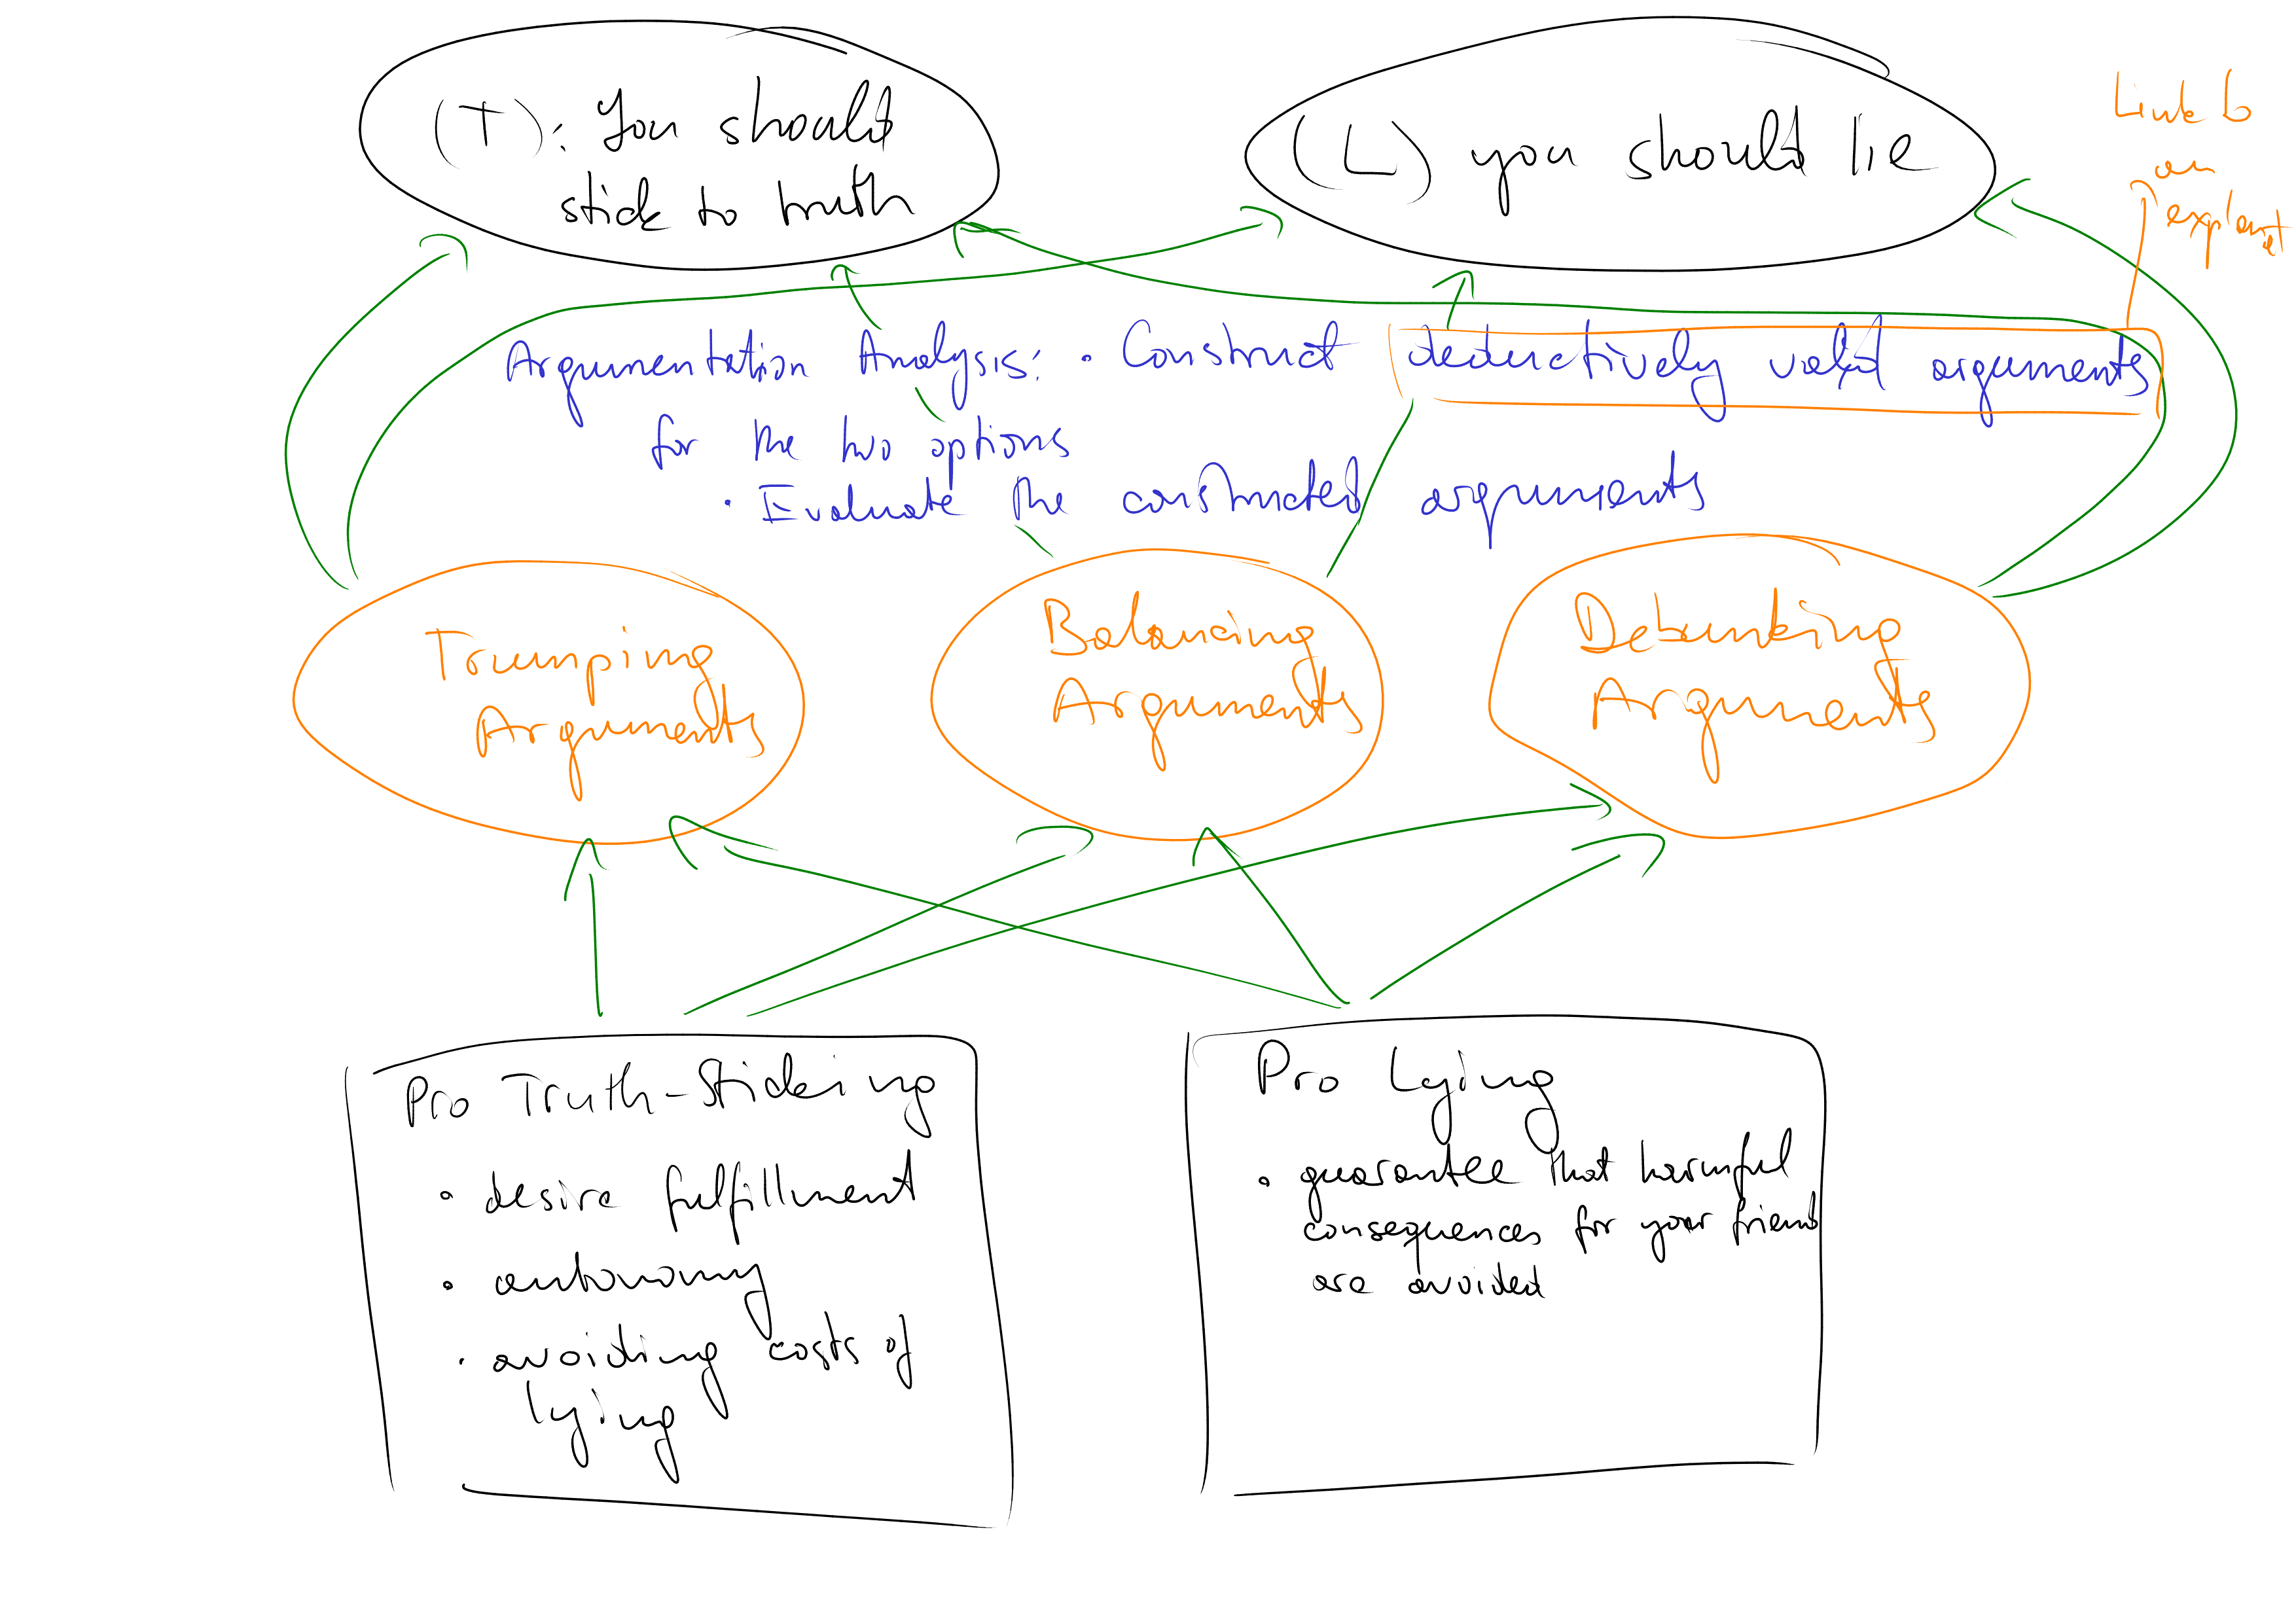 (T): You should
stick to truth
(L) you should lie
Link to
an
explanat
Argumentation Analysis: • Construct deductively valid arguments
for the two options
• Evaluate the constructed arguments
Trumping
Arguments
Balancing
Arguments
Debunking
Arguments
Pro Truth-Sticking
• desire fulfillment
• autonomy
• avoiding costs of
lying
Pro Lying
• guarantee that harmful
consequences for your friend
are avoided